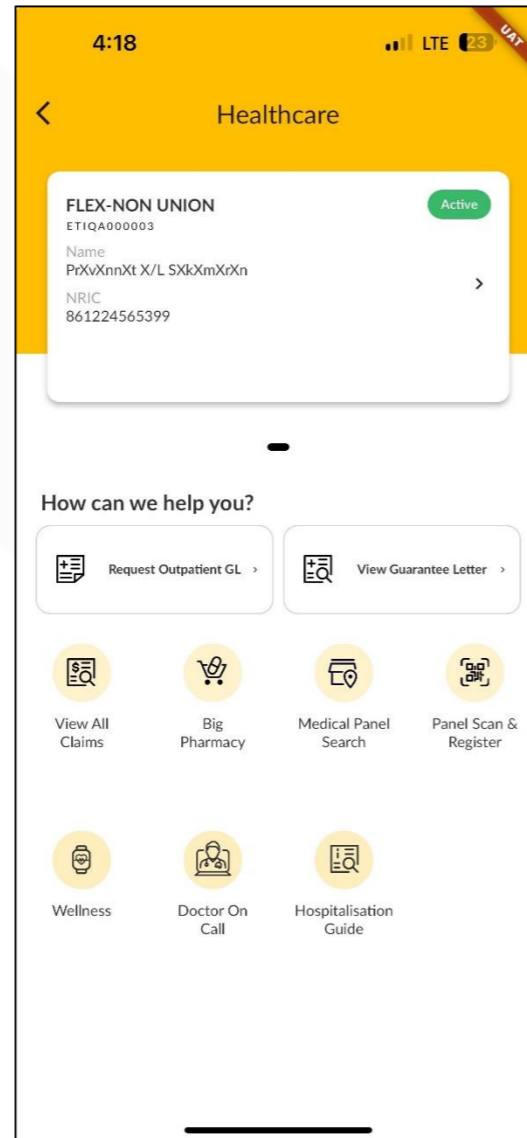 4:18
LTE 23
UAT
Healthcare
FLEX-NON UNION
Active
ETIQA000003
Name
PrXvXnnXt X/L SXkXmXrXn
NRIC
861224565399
How can we help you?
Request Outpatient GL
View Guarantee Letter
View All
Claims
Big
Pharmacy
Medical Panel
Search
Panel Scan &
Register
Wellness
Doctor On
Call
Hospitalisation
Guide